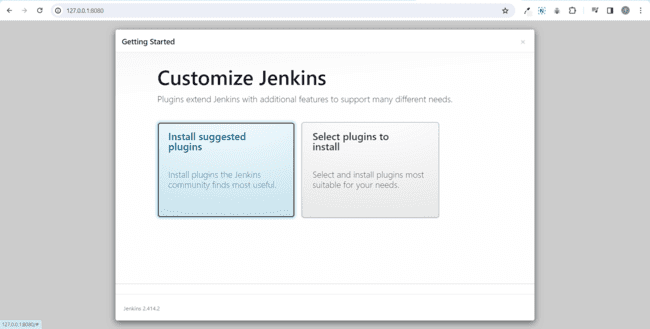 127.0.0.1:8080
Getting Started
×
Customize Jenkins
Plugins extend Jenkins with additional features to support many different needs.
Install suggested
plugins
Install plugins the Jenkins
community finds most useful.
Select plugins to
install
Select and install plugins most
suitable for your needs.
Jenkins 2.414.2
127.0.0.1:8080/#